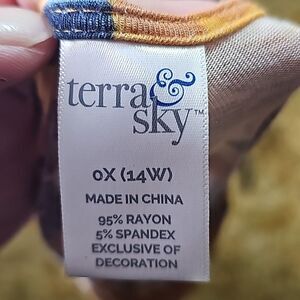 terra &
sky™
0X (14W)
MADE IN CHINA
95% RAYON
5% SPANDEX
EXCLUSIVE OF
DECORATION